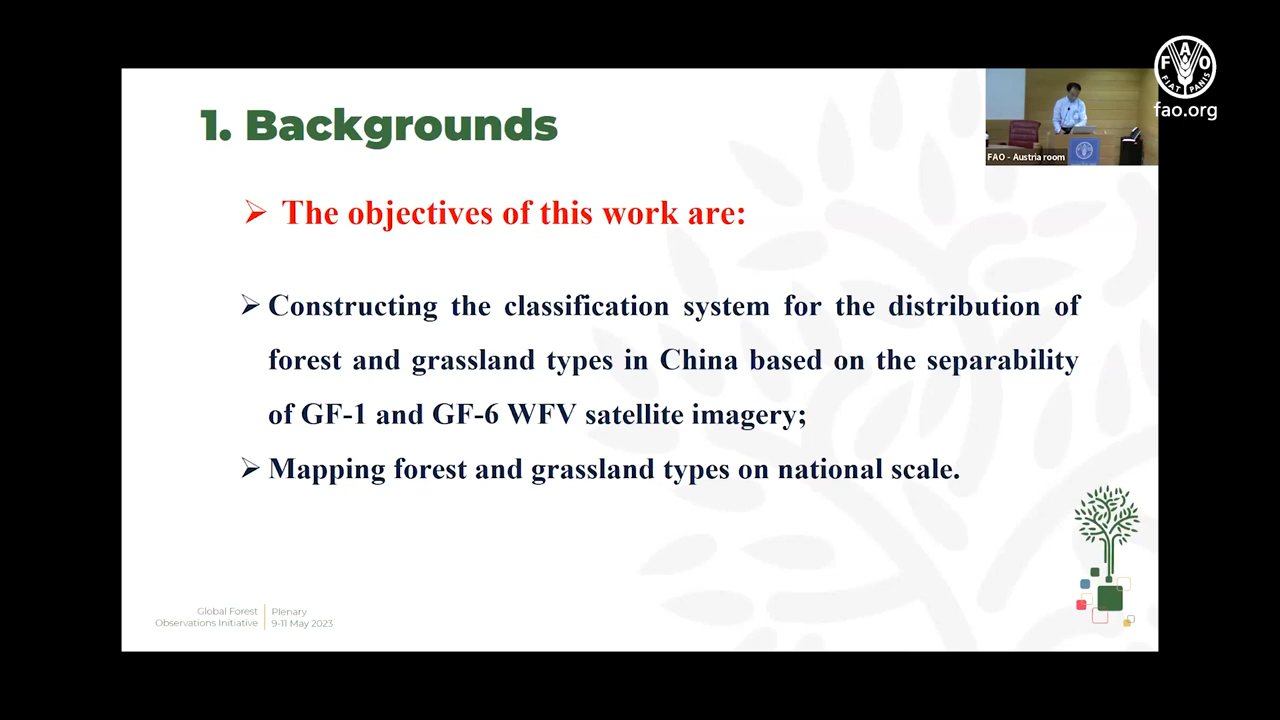 FAO
FIAT PANIS
fao.org
1. Backgrounds
FAO - Austria room
➢ The objectives of this work are:
➢ Constructing the classification system for the distribution of
forest and grassland types in China based on the separability
of GF-1 and GF-6 WFV satellite imagery;
➢ Mapping forest and grassland types on national scale.
Global Forest
Observations Initiative
Plenary
9-11 May 2023